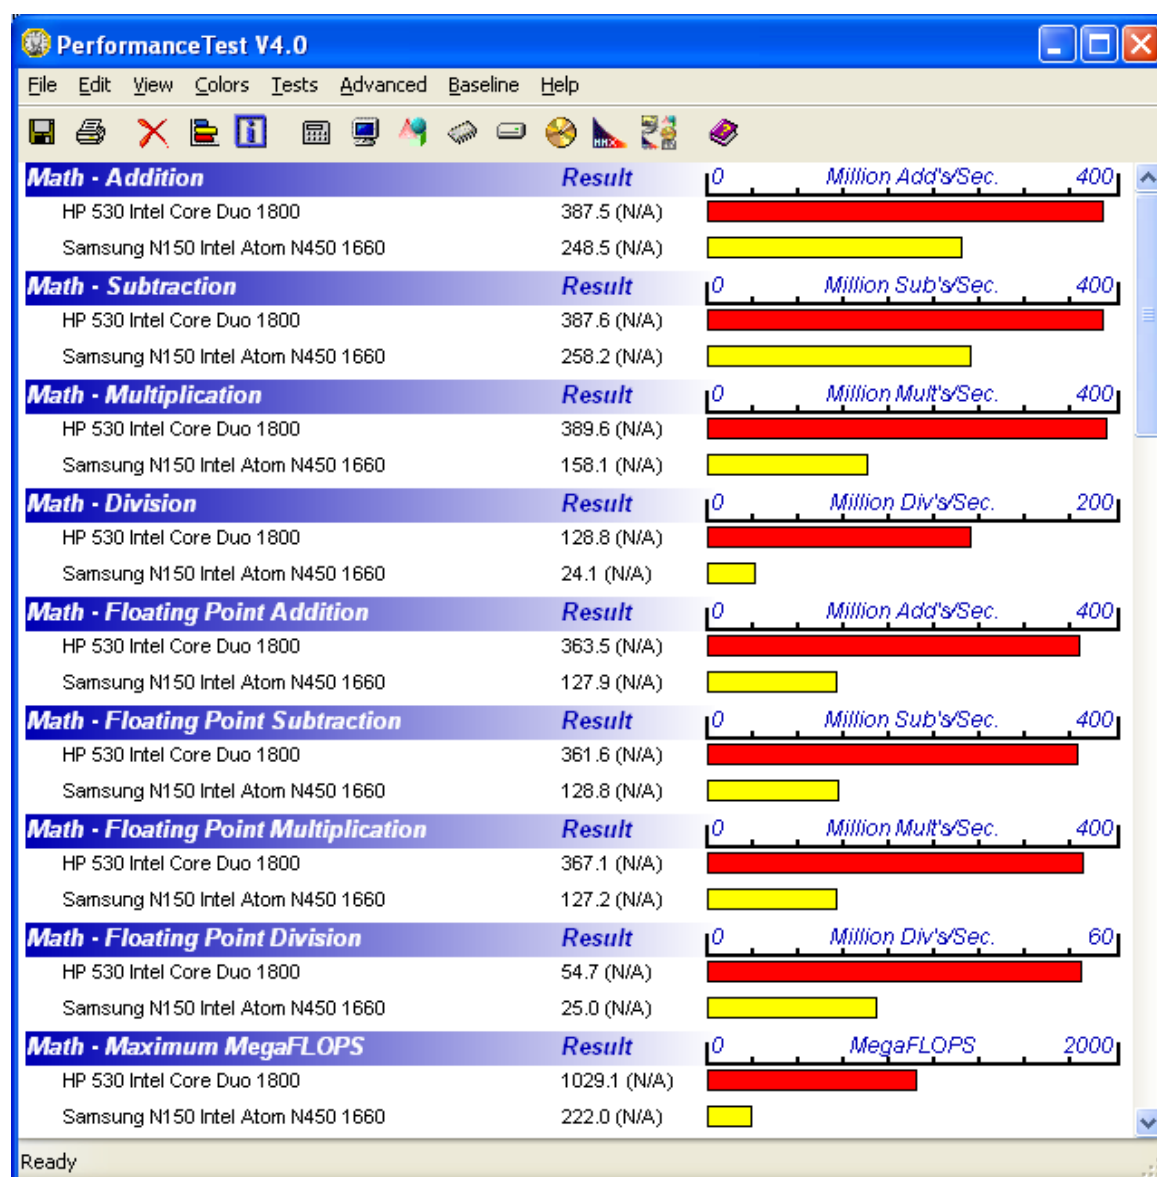 PerformanceTest V4.0
File Edit View Colors Tests Advanced Baseline Help
Math - Addition Result 0 Million Add's/Sec. 400
HP 530 Intel Core Duo 1800 387.5 (N/A)
Samsung N150 Intel Atom N450 1660 248.5 (N/A)
Math - Subtraction Result 0 Million Sub's/Sec. 400
HP 530 Intel Core Duo 1800 387.6 (N/A)
Samsung N150 Intel Atom N450 1660 258.2 (N/A)
Math - Multiplication Result 0 Million Mult's/Sec. 400
HP 530 Intel Core Duo 1800 389.6 (N/A)
Samsung N150 Intel Atom N450 1660 158.1 (N/A)
Math - Division Result 0 Million Div's/Sec. 200
HP 530 Intel Core Duo 1800 128.8 (N/A)
Samsung N150 Intel Atom N450 1660 24.1 (N/A)
Math - Floating Point Addition Result 0 Million Add's/Sec. 400
HP 530 Intel Core Duo 1800 363.5 (N/A)
Samsung N150 Intel Atom N450 1660 127.9 (N/A)
Math - Floating Point Subtraction Result 0 Million Sub's/Sec. 400
HP 530 Intel Core Duo 1800 361.6 (N/A)
Samsung N150 Intel Atom N450 1660 128.8 (N/A)
Math - Floating Point Multiplication Result 0 Million Mult's/Sec. 400
HP 530 Intel Core Duo 1800 367.1 (N/A)
Samsung N150 Intel Atom N450 1660 127.2 (N/A)
Math - Floating Point Division Result 0 Million Div's/Sec. 60
HP 530 Intel Core Duo 1800 54.7 (N/A)
Samsung N150 Intel Atom N450 1660 25.0 (N/A)
Math - Maximum MegaFLOPS Result 0 MegaFLOPS 2000
HP 530 Intel Core Duo 1800 1029.1 (N/A)
Samsung N150 Intel Atom N450 1660 222.0 (N/A)
Ready